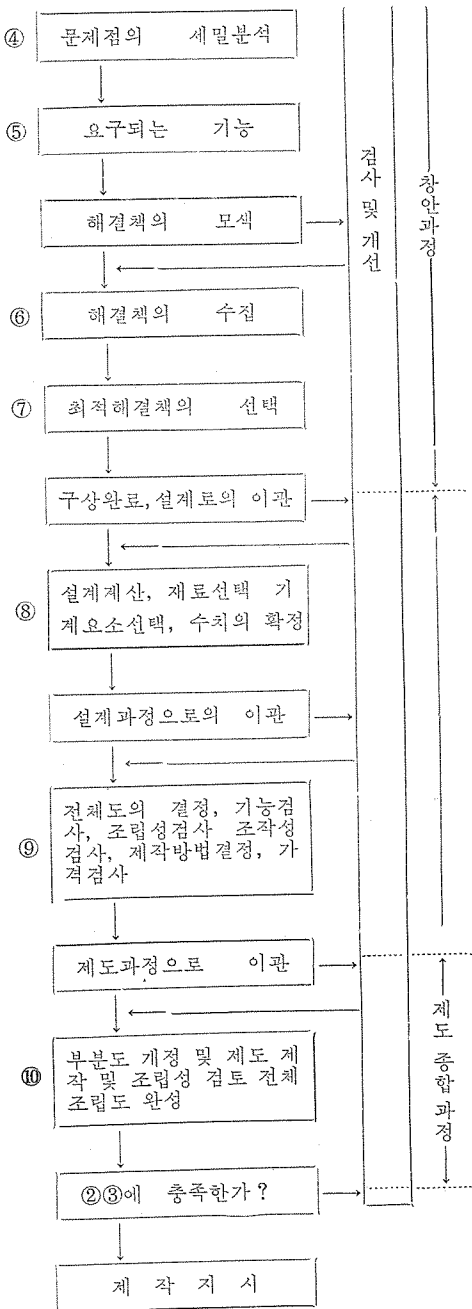 ④ 문제점의 세밀분석
⑤ 요구되는 기능
해결책의 모색
⑥ 해결책의 수집
⑦ 최적해결책의 선택
구상완료,설계로의 이관
⑧ 설계계산, 재료선택 기
계요소선택, 수치의 확정
설계과정으로의 이관
⑨ 전체도의 결정, 기능검
사, 조립성검사 조작성
검사, 제작방법결정, 가
격검사
제도과정으로 이관
⑩ 부분도 개정 및 제도 제
작 및 조립성 검토 전체
조립도 완성
②③에 충족한가?
제 작 지 시
검사 및 개선
창안과정
제도 종합과정